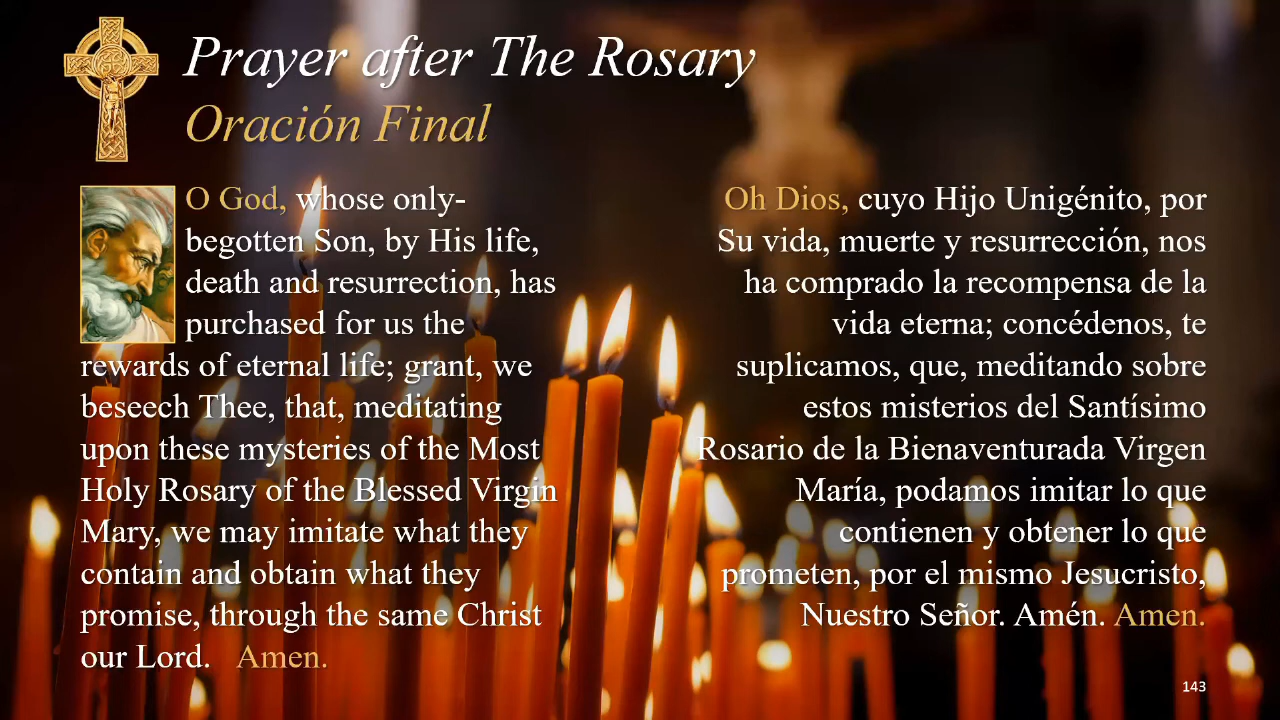 Prayer after The Rosary
Oración Final
O God, whose only-
begotten Son, by His life,
death and resurrection, has
purchased for us the
rewards of eternal life; grant, we
beseech Thee, that, meditating
upon these mysteries of the Most
Holy Rosary of the Blessed Virgin
Mary, we may imitate what they
contain and obtain what they
promise, through the same Christ
our Lord. Amen.
Oh Dios, cuyo Hijo Unigénito, por
Su vida, muerte y resurrección, nos
ha comprado la recompensa de la
vida eterna; concédenos, te
suplicamos, que, meditando sobre
estos misterios del Santísimo
Rosario de la Bienaventurada Virgen
María, podamos imitar lo que
contienen y obtener lo que
prometen, por el mismo Jesucristo,
Nuestro Señor. Amén. Amen.
143